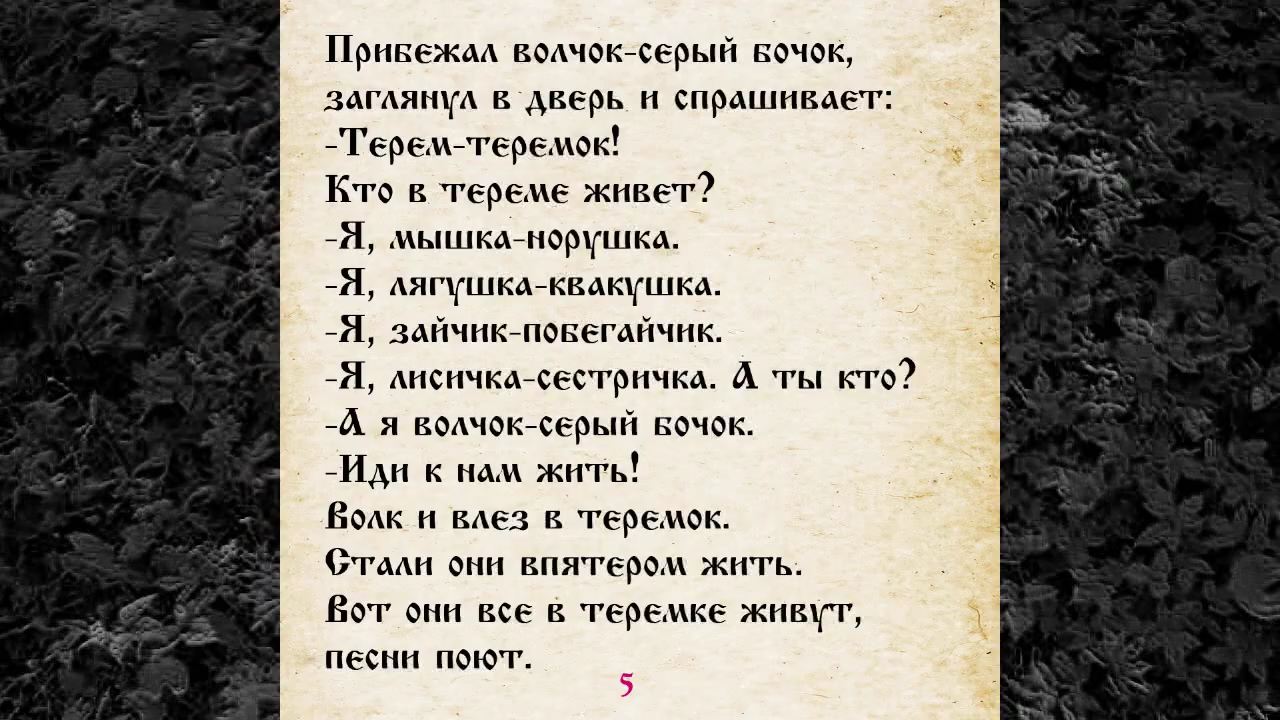 Прибежал волчок-серый бочок,
заглянул в дверь и спрашивает:
-Терем-теремок!
Кто в тереме живет?
-Я, мышка-норушка.
-Я, лягушка-квакушка.
-Я, зайчик-побегайчик.
-Я, лисичка-сестричка. А ты кто?
-А я волчок-серый бочок.
-Иди к нам жить!
Волк и влез в теремок.
Стали они впятером жить.
Вот они все в теремке живут,
песни поют.
5